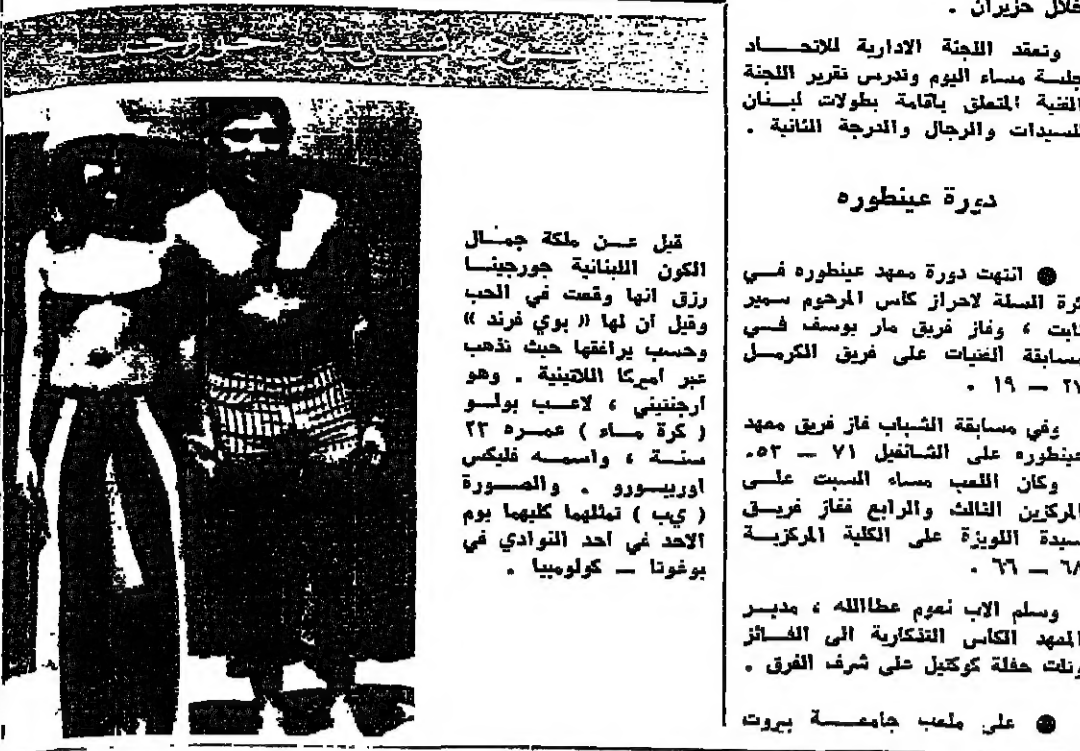 خلال حزيران .
وتعقد اللجنة الادارية للاتحاد
جلسة مساء اليوم وتدرس تقرير اللجنة
الفنية المتعلق بأقامة بطولات لبنان
للسيدات والرجال والدرجة الثانية .
دورة عينطوره
● انتهت دورة معهد عينطوره في
كرة السلة لاحراز كاس المرحوم سمير
ثابت ، وفاز فريق مار يوسف في
مسابقة الفتيات على فريق الكرمل
٢١ — ١٩ .
وفي مسابقة الشباب فاز فريق معهد
عينطوره على الشانفيل ٧١ — ٥٣.
وكان اللعب مساء السبت على
المركزين الثالث والرابع ففاز فريق
سيدة اللويزة على الكلية المركزية
٦٨ — ٦٦ .
وسلم الاب نعوم عطاالله ، مدير
المعهد الكاس التذكارية الى الفائز
وتلت حفلة كوكتيل على شرف الفرق .
● على ملعب جامعة بيروت
قيل عن ملكة جمال
الكون اللبنانية جورجينا
رزق انها وقعت في الحب
وقيل ان لها « بوي فرند »
وحسب يرافقها حيث تذهب
عبر اميركا اللاتينية . وهو
ارجنتيني ، لاعب بولو
( كرة ماء ) عمره ٢٣
سنة ، واسمه فليكس
اوريبورو . والصورة
( يب ) تمثلهما كليهما يوم
الاحد في احد النوادي في
بوغوتا — كولومبيا .